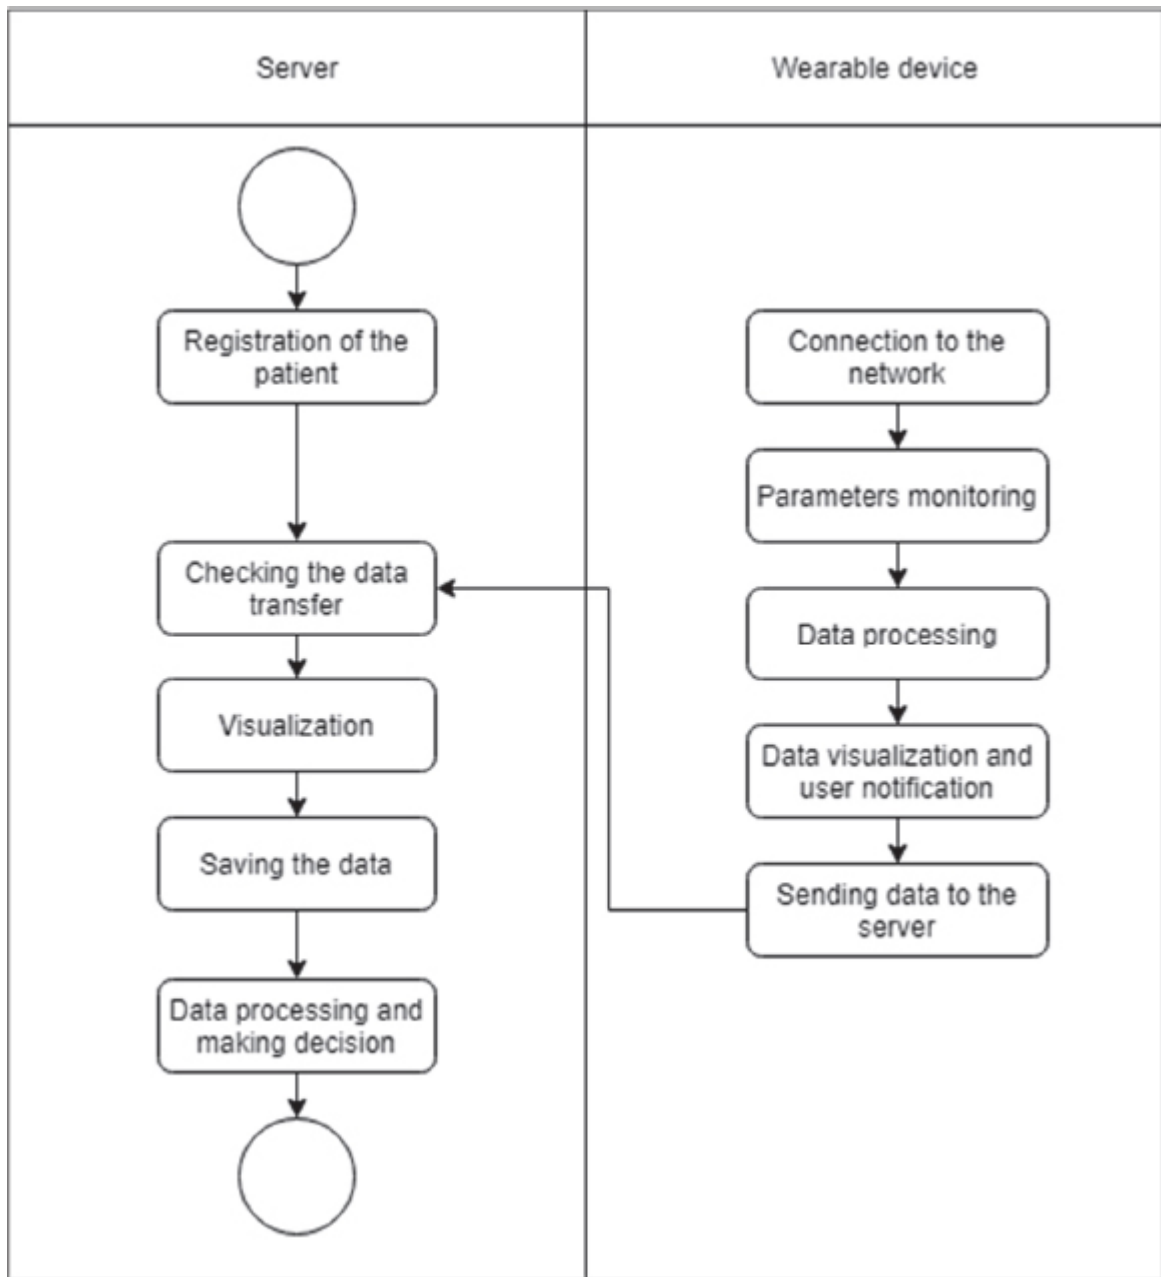 Server
Wearable device
Registration of the
patient
Checking the data
transfer
Visualization
Saving the data
Data processing and
making decision
Connection to the
network
Parameters monitoring
Data processing
Data visualization and
user notification
Sending data to the
server